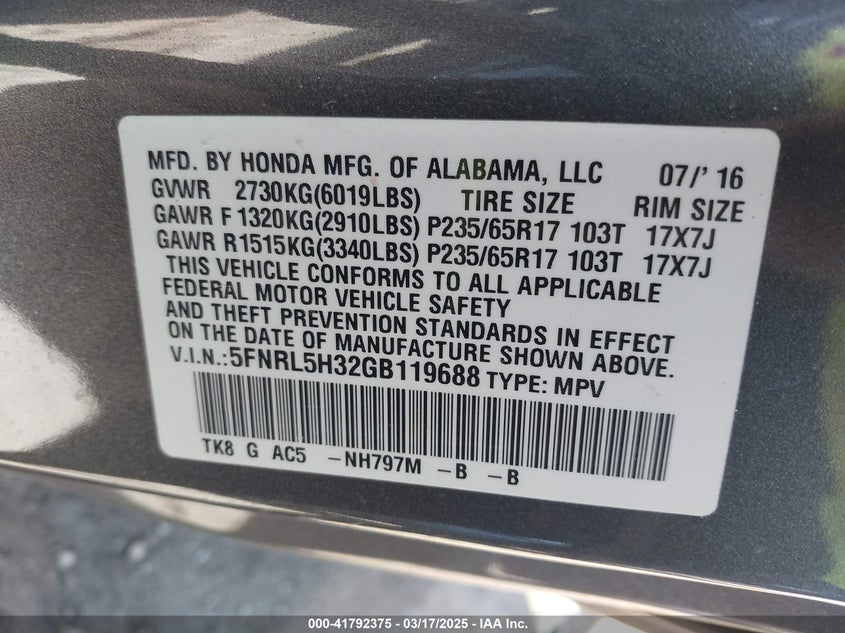 MFD. BY HONDA MFG. OF ALABAMA, LLC 07/' 16
GVWR 2730KG(6019LBS) TIRE SIZE RIM SIZE
GAWR F 1320KG(2910LBS) P235/65R17 103T 17X7J
GAWR R1515KG(3340LBS) P235/65R17 103T 17X7J
THIS VEHICLE CONFORMS TO ALL APPLICABLE
FEDERAL MOTOR VEHICLE SAFETY
AND THEFT PREVENTION STANDARDS IN EFFECT
ON THE DATE OF MANUFACTURE SHOWN ABOVE.
V.I.N.:5FNRL5H32GB119688 TYPE: MPV
TK8 G AC5 -NH797M -B -B
000-41792375 - 03/17/2025 - IAA Inc.